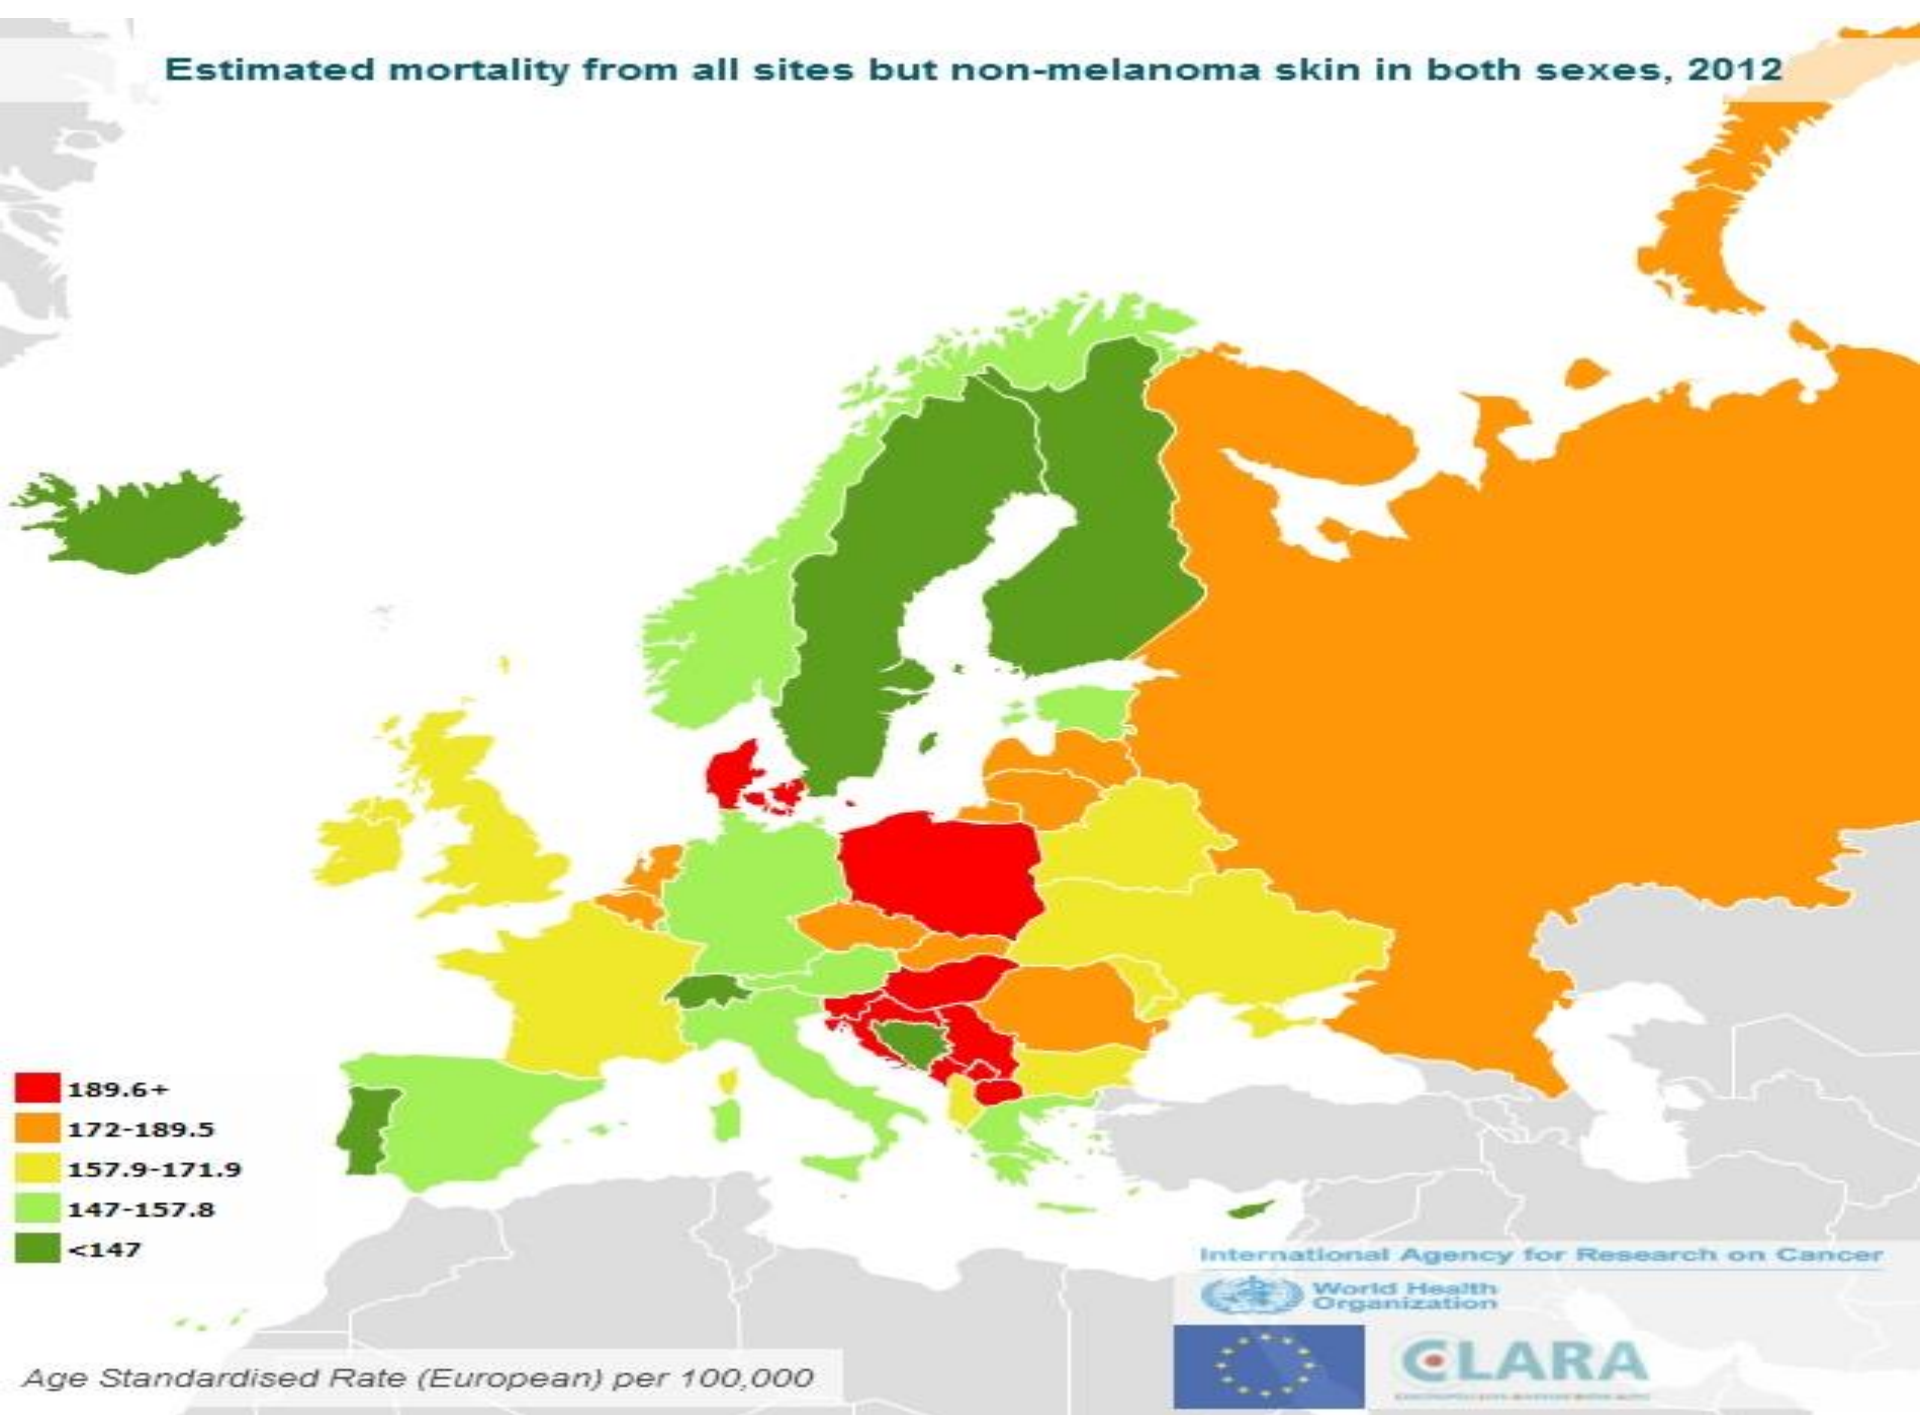 Estimated mortality from all sites but non-melanoma skin in both sexes, 2012
189.6+
172-189.5
157.9-171.9
147-157.8
<147
International Agency for Research on Cancer
World Health
Organization
CLARA
Age Standardised Rate (European) per 100,000